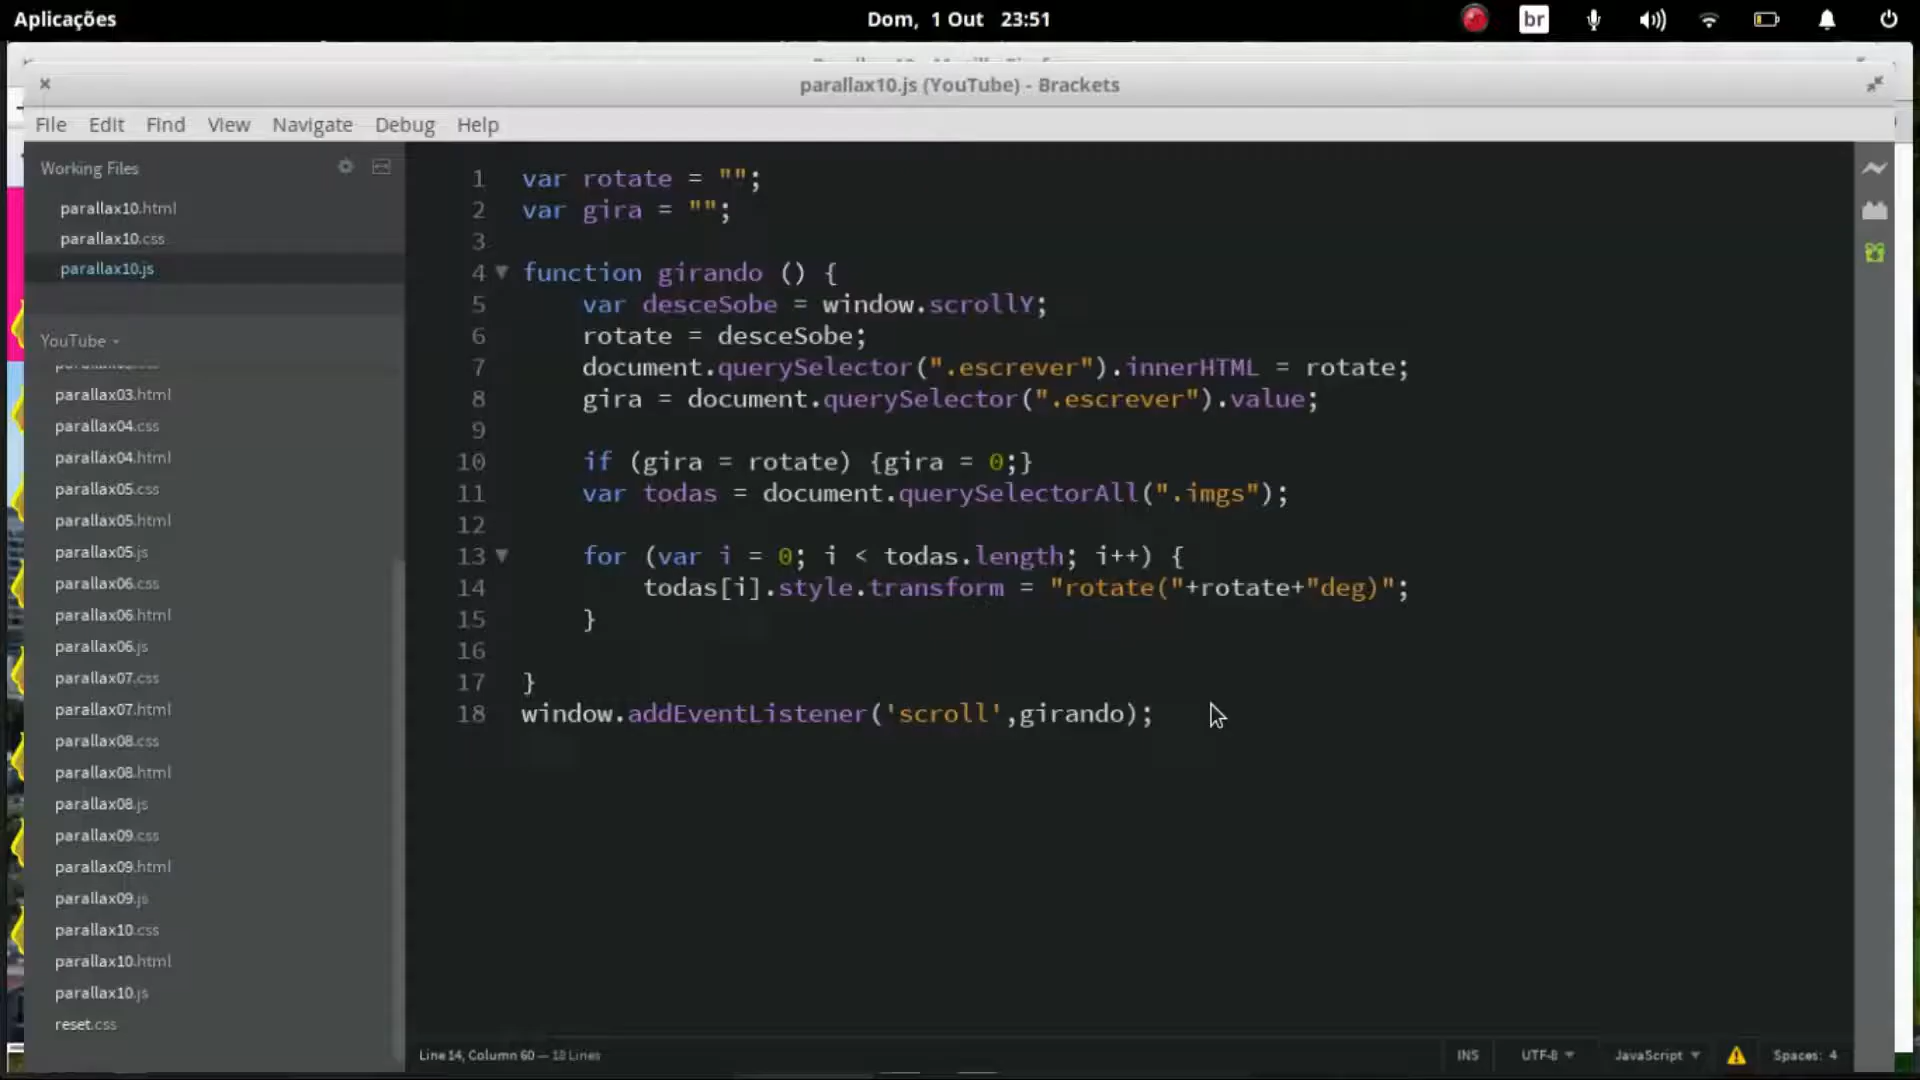 Aplicações
Dom, 1 Out 23:51
br
parallax10.js (YouTube) - Brackets
File Edit Find View Navigate Debug Help
Working Files
parallax10.html
parallax10.css
parallax10.js
YouTube
parallax03.html
parallax04.css
parallax04.html
parallax05.css
parallax05.html
parallax05.js
parallax06.css
parallax06.html
parallax06.js
parallax07.css
parallax07.html
parallax08.css
parallax08.html
parallax08.js
parallax09.css
parallax09.html
parallax09.js
parallax10.css
parallax10.html
parallax10.js
reset.css
1 var rotate = "";
2 var gira = "";
3
4 function girando () {
5 var desceSobe = window.scrollY;
6 rotate = desceSobe;
7 document.querySelector(".escrever").innerHTML = rotate;
8 gira = document.querySelector(".escrever").value;
9
10 if (gira = rotate) {gira = 0;}
11 var todas = document.querySelectorAll(".imgs");
12
13 for (var i = 0; i < todas.length; i++) {
14 todas[i].style.transform = "rotate("+rotate+"deg)";
15 }
16
17 }
18 window.addEventListener('scroll',girando);
Line 14, Column 60 — 18 Lines
INS UTF-8 JavaScript Spaces: 4